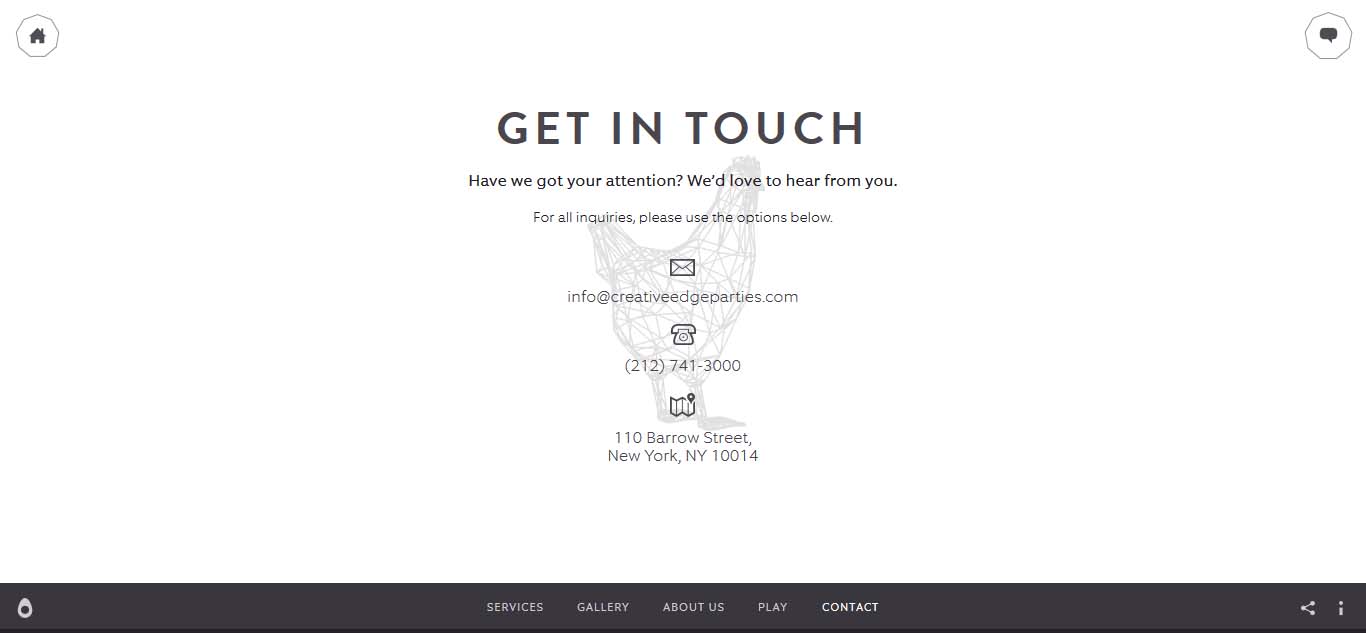 GET IN TOUCH
Have we got your attention? We’d love to hear from you.
For all inquiries, please use the options below.
info@creativeedgeparties.com
(212) 741-3000
110 Barrow Street,
New York, NY 10014
SERVICES GALLERY ABOUT US PLAY CONTACT